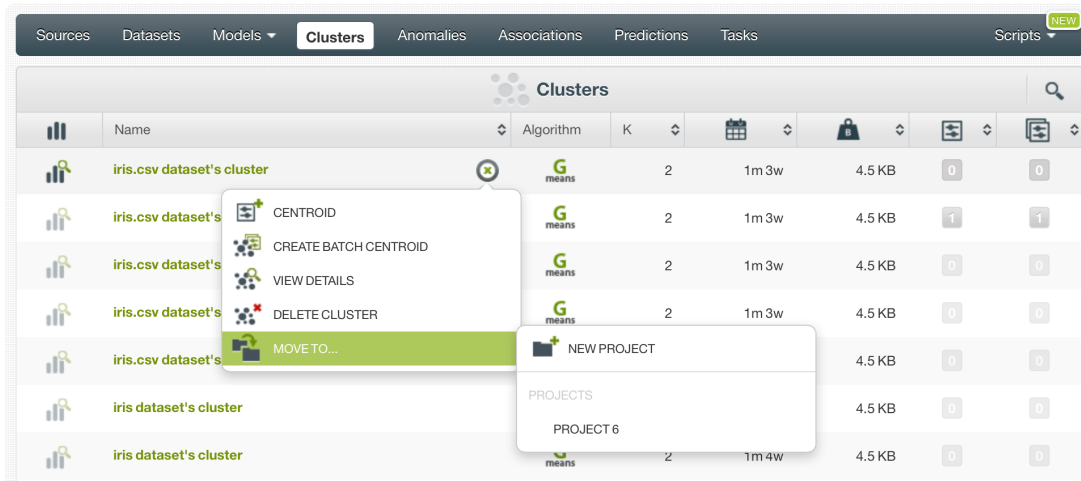 NEW
Sources Datasets Models Clusters Anomalies Associations Predictions Tasks Scripts
Clusters
Name Algorithm K B
iris.csv dataset's cluster G means 2 1m 3w 4.5 KB 0 0
CENTROID
iris.csv dataset's G means 2 1m 3w 4.5 KB 1 1
CREATE BATCH CENTROID
iris.csv dataset's G means 2 1m 3w 4.5 KB 0 0
VIEW DETAILS
iris.csv dataset's G means 2 1m 3w 4.5 KB 0 0
DELETE CLUSTER
MOVE TO...
NEW PROJECT
iris.csv dataset's 4.5 KB 0 0
PROJECTS
iris dataset's cluster 4.5 KB 0 0
PROJECT 6
iris dataset's cluster means 2 1m 4w 4.5 KB 0 0